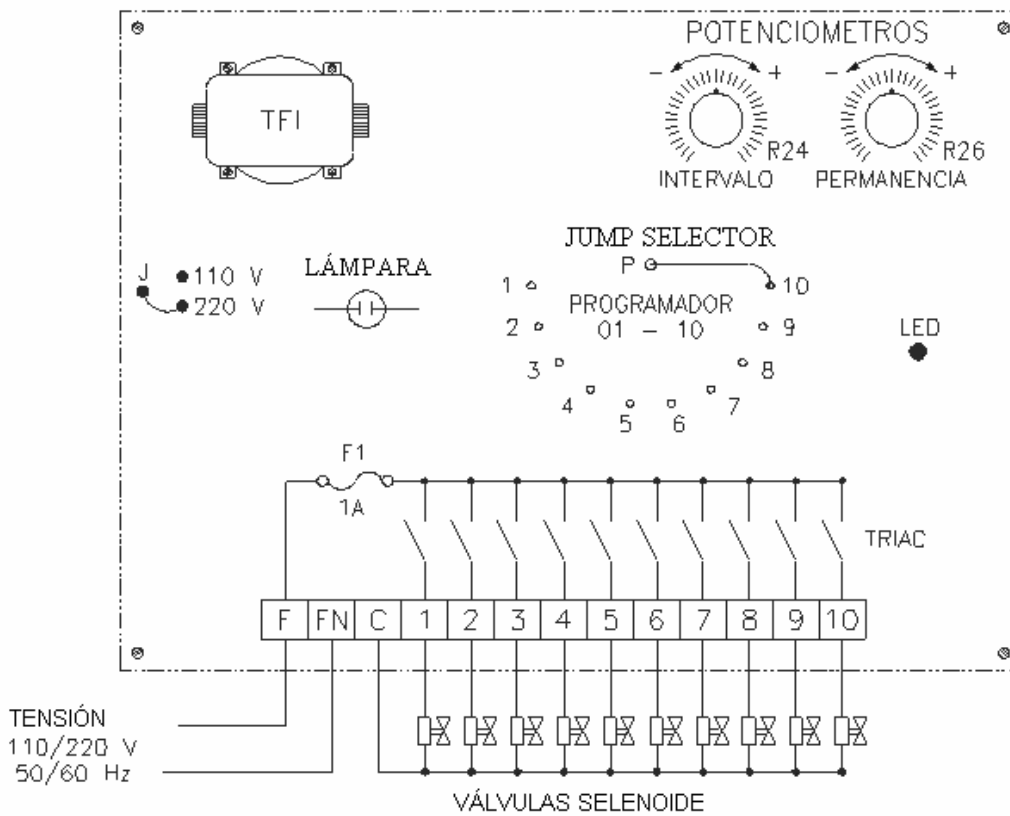 POTENCIOMETROS
- +
- +
TF1
R24
R26
INTERVALO
PERMANENCIA
JUMP SELECTOR
P
J
110 V
220 V
LÁMPARA
1
10
PROGRAMADOR
01 - 10
2
9
3
8
4
7
5
6
LED
F1
1A
TRIAC
F FN C 1 2 3 4 5 6 7 8 9 10
TENSIÓN
110/220 V
50/60 Hz
VÁLVULAS SELENOIDE